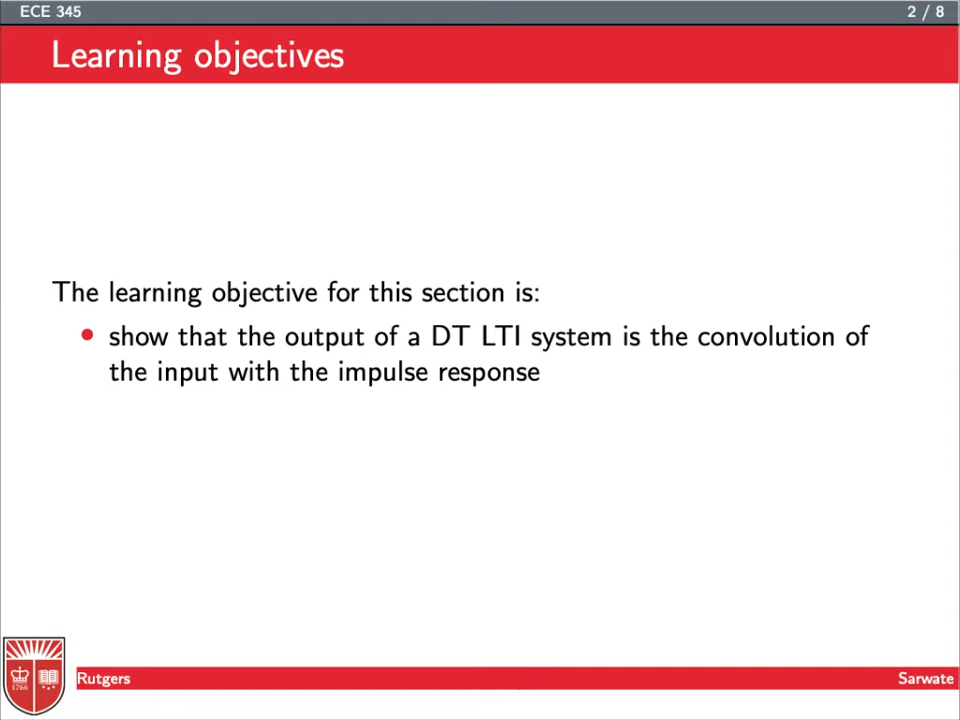 ECE 345
2 / 8
Learning objectives
The learning objective for this section is:
• show that the output of a DT LTI system is the convolution of
the input with the impulse response
1766
Rutgers
Sarwate